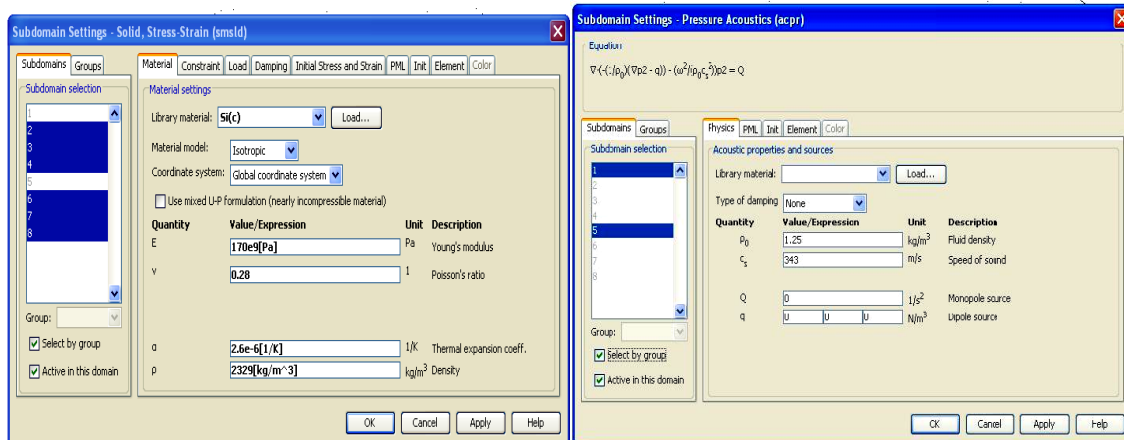 Subdomain Settings - Solid, Stress-Strain (smsld)
Subdomains Groups
Subdomain selection
1
2
3
4
5
6
7
8
Group:
Select by group
Active in this domain
Material Constraint Load Damping Initial Stress and Strain PML Init Element Color
Material settings
Library material: Si(c) Load...
Material model: Isotropic
Coordinate system: Global coordinate system
Use mixed U-P formulation (nearly incompressible material)
Quantity Value/Expression Unit Description
E 170e9[Pa] Pa Young's modulus
ν 0.28 1 Poisson's ratio
α 2.6e-6[1/K] 1/K Thermal expansion coeff.
ρ 2329[kg/m^3] kg/m³ Density
OK Cancel Apply Help
Subdomain Settings - Pressure Acoustics (acpr)
Equation
∇·(-(1/ρ₀)(∇p2 - q)) - (ω²/(ρ₀cₛ²))p2 = Q
Subdomains Groups
Subdomain selection
1
2
3
4
5
6
7
8
Group:
Select by group
Active in this domain
Physics PML Init Element Color
Acoustic properties and sources
Library material: Load...
Type of damping None
Quantity Value/Expression Unit Description
ρ₀ 1.25 kg/m³ Fluid density
cₛ 343 m/s Speed of sound
Q 0 1/s² Monopole source
q 0 0 0 N/m³ Dipole source
OK Cancel Apply Help